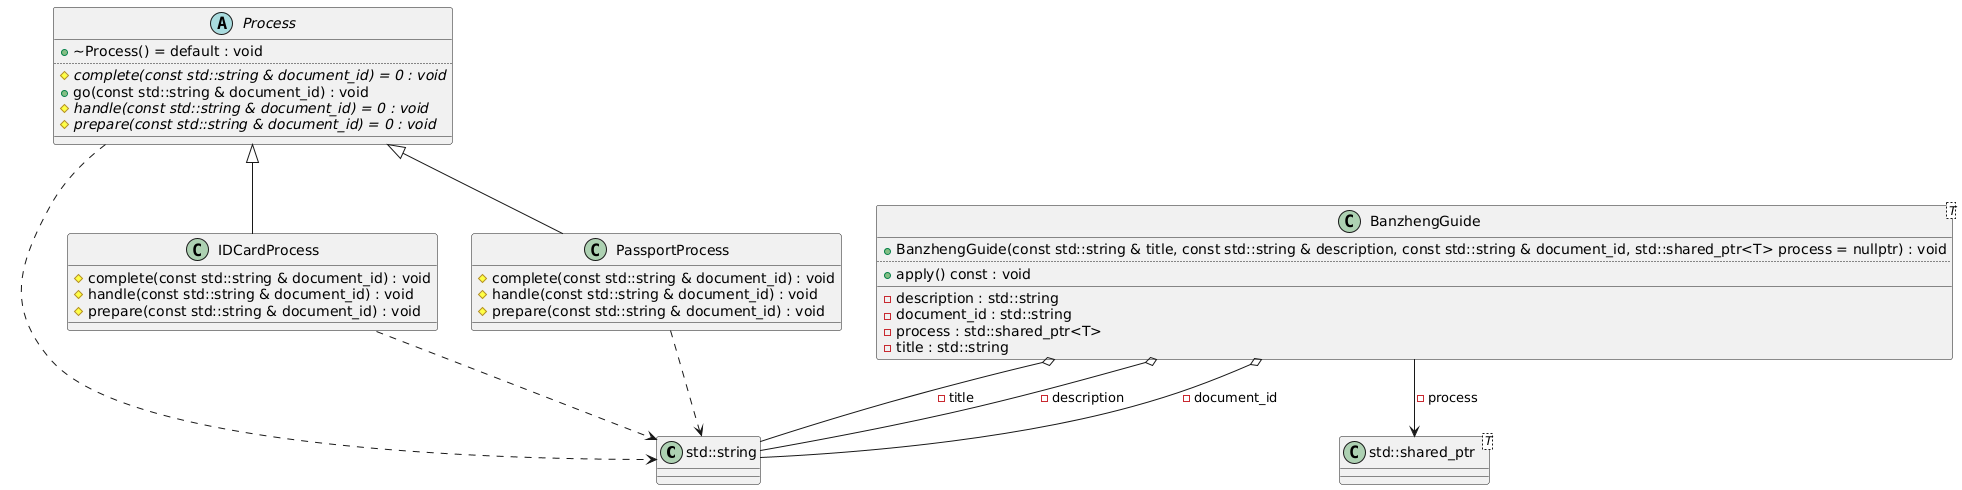 A Process
~Process() = default : void
complete(const std::string & document_id) = 0 : void
go(const std::string & document_id) : void
handle(const std::string & document_id) = 0 : void
prepare(const std::string & document_id) = 0 : void
C IDCardProcess
complete(const std::string & document_id) : void
handle(const std::string & document_id) : void
prepare(const std::string & document_id) : void
C PassportProcess
complete(const std::string & document_id) : void
handle(const std::string & document_id) : void
prepare(const std::string & document_id) : void
C BanzhengGuide T
BanzhengGuide(const std::string & title, const std::string & description, const std::string & document_id, std::shared_ptr<T> process = nullptr) : void
apply() const : void
description : std::string
document_id : std::string
process : std::shared_ptr<T>
title : std::string
title
description
document_id
process
C std::string
C std::shared_ptr T